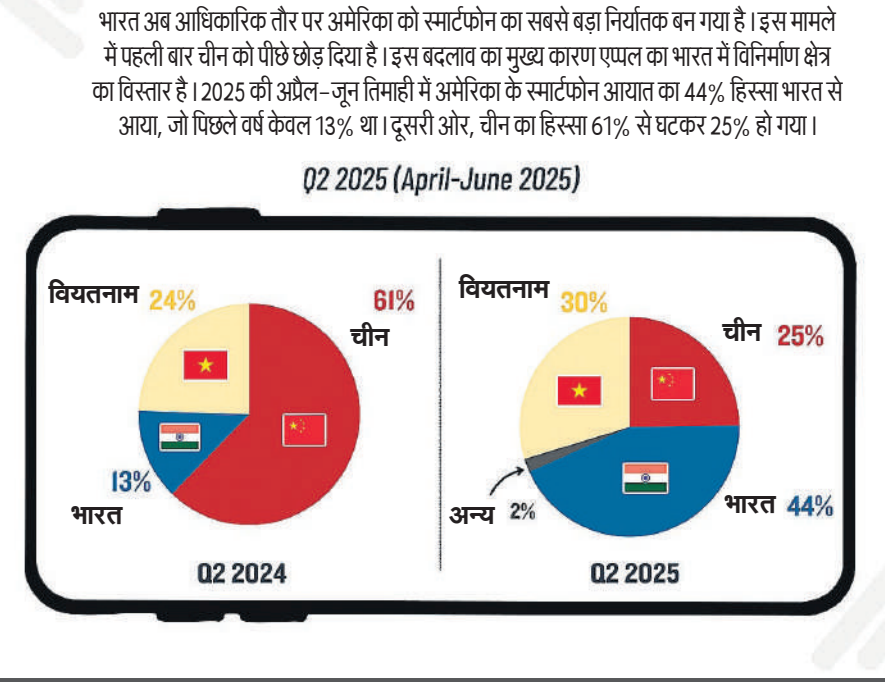 भारत अब आधिकारिक तौर पर अमेरिका को स्मार्टफोन का सबसे बड़ा निर्यातक बन गया है। इस मामले
में पहली बार चीन को पीछे छोड़ दिया है। इस बदलाव का मुख्य कारण एप्पल का भारत में विनिर्माण क्षेत्र
का विस्तार है। 2025 की अप्रैल-जून तिमाही में अमेरिका के स्मार्टफोन आयात का 44% हिस्सा भारत से
आया, जो पिछले वर्ष केवल 13% था। दूसरी ओर, चीन का हिस्सा 61% से घटकर 25% हो गया।
Q2 2025 (April-June 2025)
वियतनाम 24%
61%
चीन
13%
भारत
Q2 2024
वियतनाम 30%
चीन 25%
भारत 44%
अन्य 2%
Q2 2025